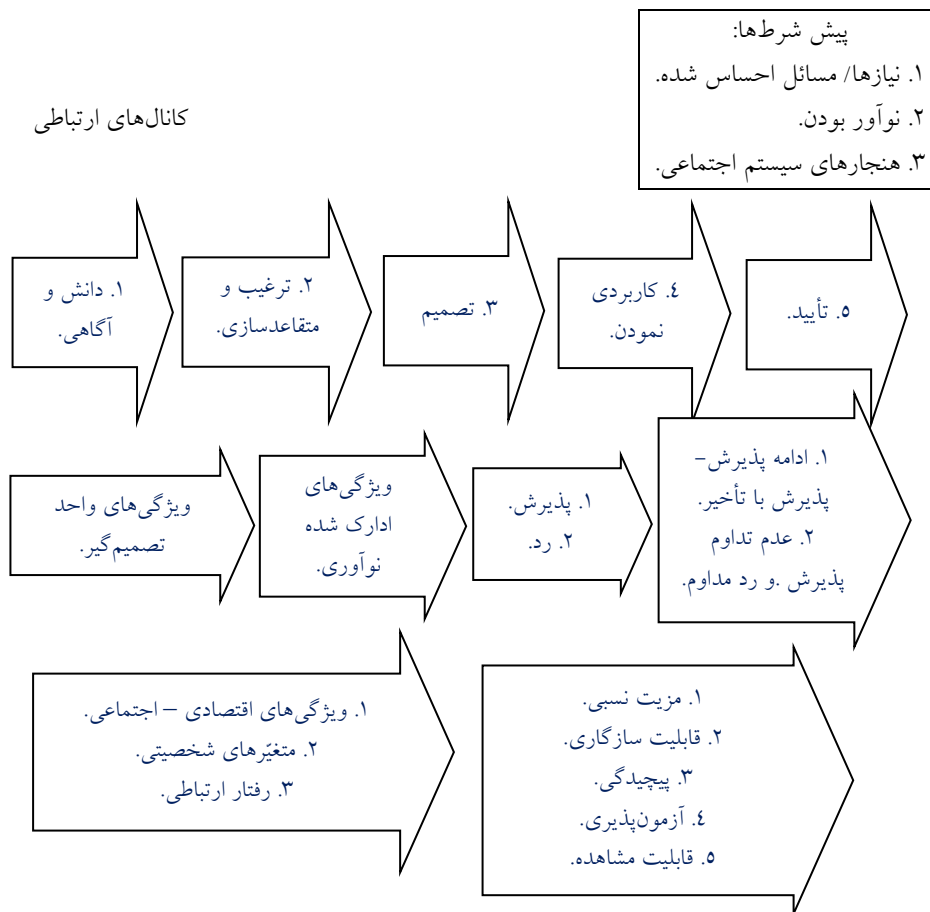 پیش شرط‌ها:
۱. نیازها/ مسائل احساس شده.
۲. نوآور بودن.
۳. هنجارهای سیستم اجتماعی.
کانال‌های ارتباطی
۱. دانش و
آگاهی.
۲. ترغیب و
متقاعدسازی.
۳. تصمیم
٤. کاربردی
نمودن.
٥. تأیید.
ویژگی‌های واحد
تصمیم‌گیر.
ویژگی‌های
ادارک شده
نوآوری.
۱. پذیرش.
۲. رد.
۱. ادامه پذیرش–
پذیرش با تأخیر.
۲. عدم تداوم
پذیرش .و رد مداوم.
۱. ویژگی‌های اقتصادی – اجتماعی.
۲. متغیّرهای شخصیتی.
۳. رفتار ارتباطی.
۱. مزیت نسبی.
۲. قابلیت سازگاری.
۳. پیچیدگی.
٤. آزمون‌پذیری.
٥. قابلیت مشاهده.